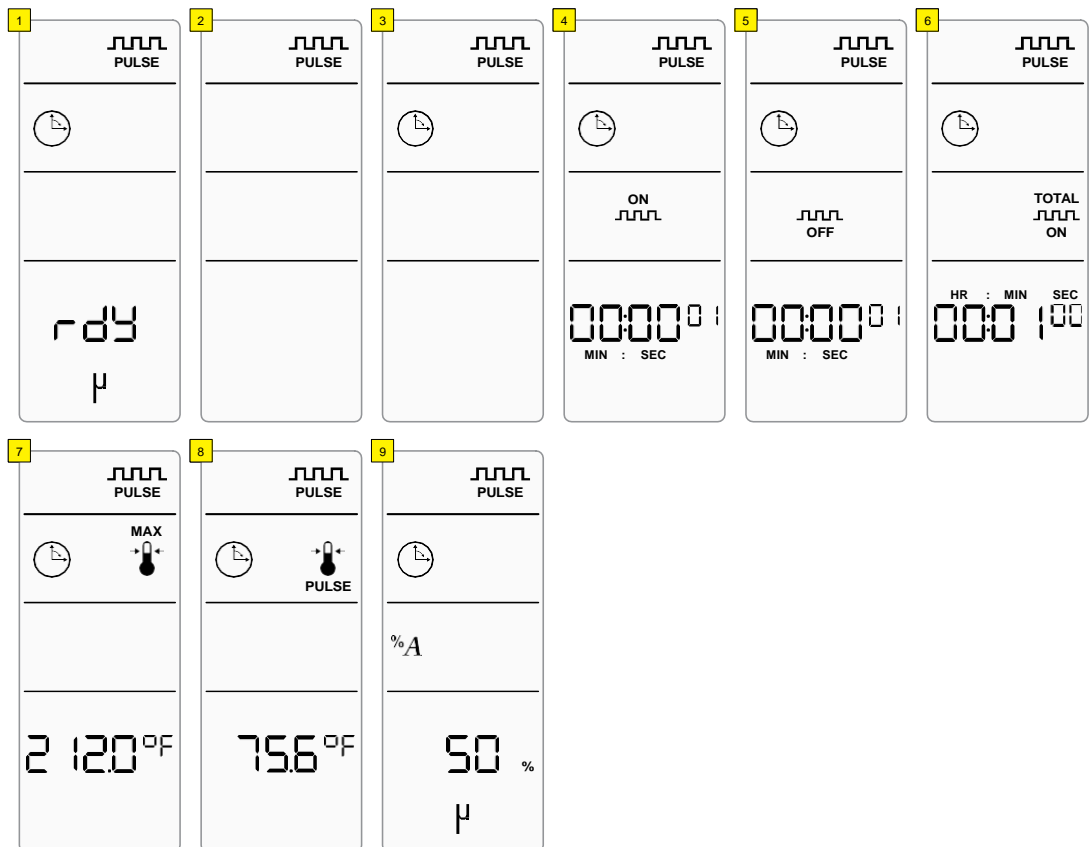 1
PULSE
rdy
µ
2
PULSE
3
PULSE
4
PULSE
ON
00:00 01
MIN : SEC
5
PULSE
OFF
00:00 01
MIN : SEC
6
PULSE
TOTAL
ON
HR : MIN SEC
00:01 00
7
PULSE
MAX
212.0°F
8
PULSE
PULSE
75.6°F
9
PULSE
%A
50 %
µ